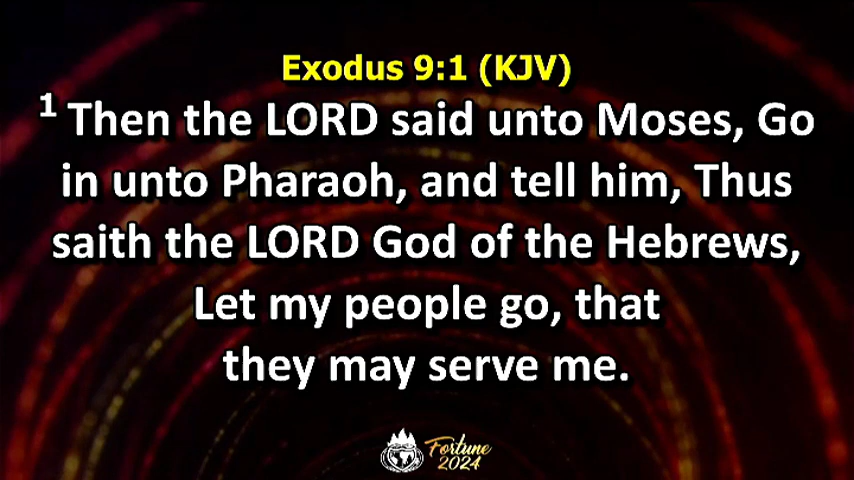 Exodus 9:1 (KJV)
1 Then the LORD said unto Moses, Go
in unto Pharaoh, and tell him, Thus
saith the LORD God of the Hebrews,
Let my people go, that
they may serve me.
Fortune
2024